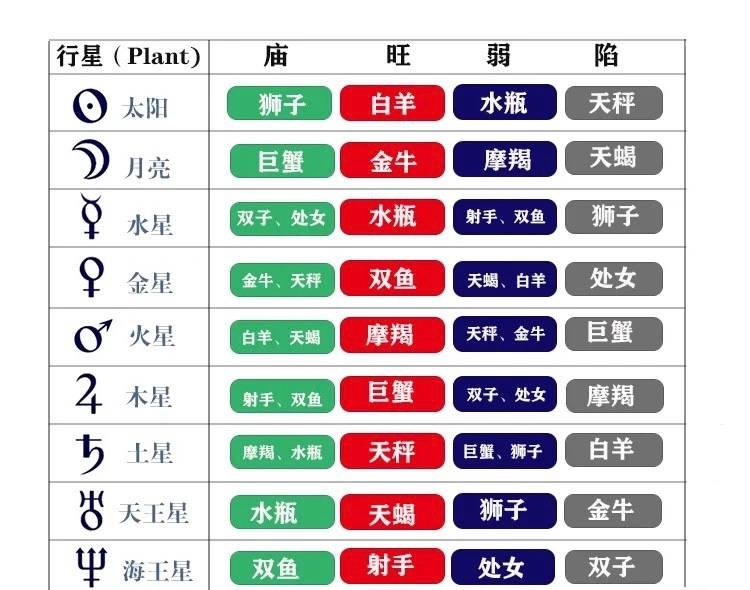 行星（Plant） 庙 旺 弱 陷
太阳 狮子 白羊 水瓶 天秤
月亮 巨蟹 金牛 摩羯 天蝎
水星 双子、处女 水瓶 射手、双鱼 狮子
金星 金牛、天秤 双鱼 天蝎、白羊 处女
火星 白羊、天蝎 摩羯 天秤、金牛 巨蟹
木星 射手、双鱼 巨蟹 双子、处女 摩羯
土星 摩羯、水瓶 天秤 巨蟹、狮子 白羊
天王星 水瓶 天蝎 狮子 金牛
海王星 双鱼 射手 处女 双子